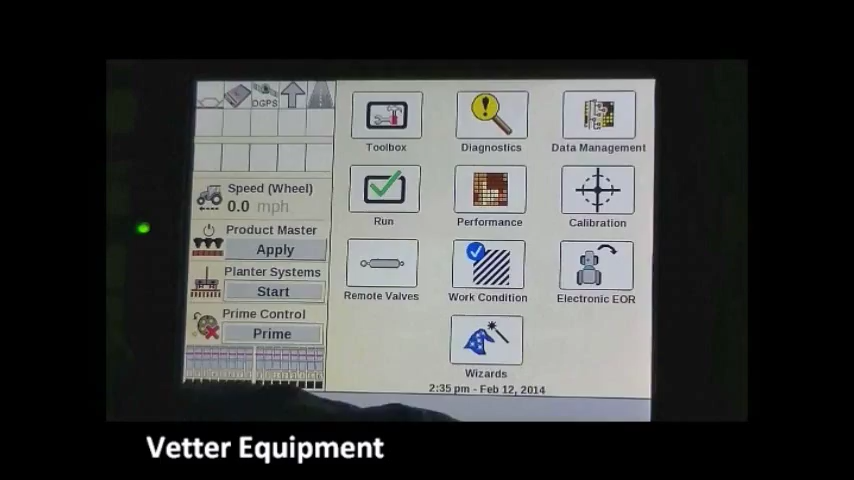 DGPS
Speed (Wheel)
0.0 mph
Product Master
Apply
Planter Systems
Start
Prime Control
Prime
Toolbox
Diagnostics
Data Management
Run
Performance
Calibration
Remote Valves
Work Condition
Electronic EOR
Wizards
2:35 pm - Feb 12, 2014
Vetter Equipment